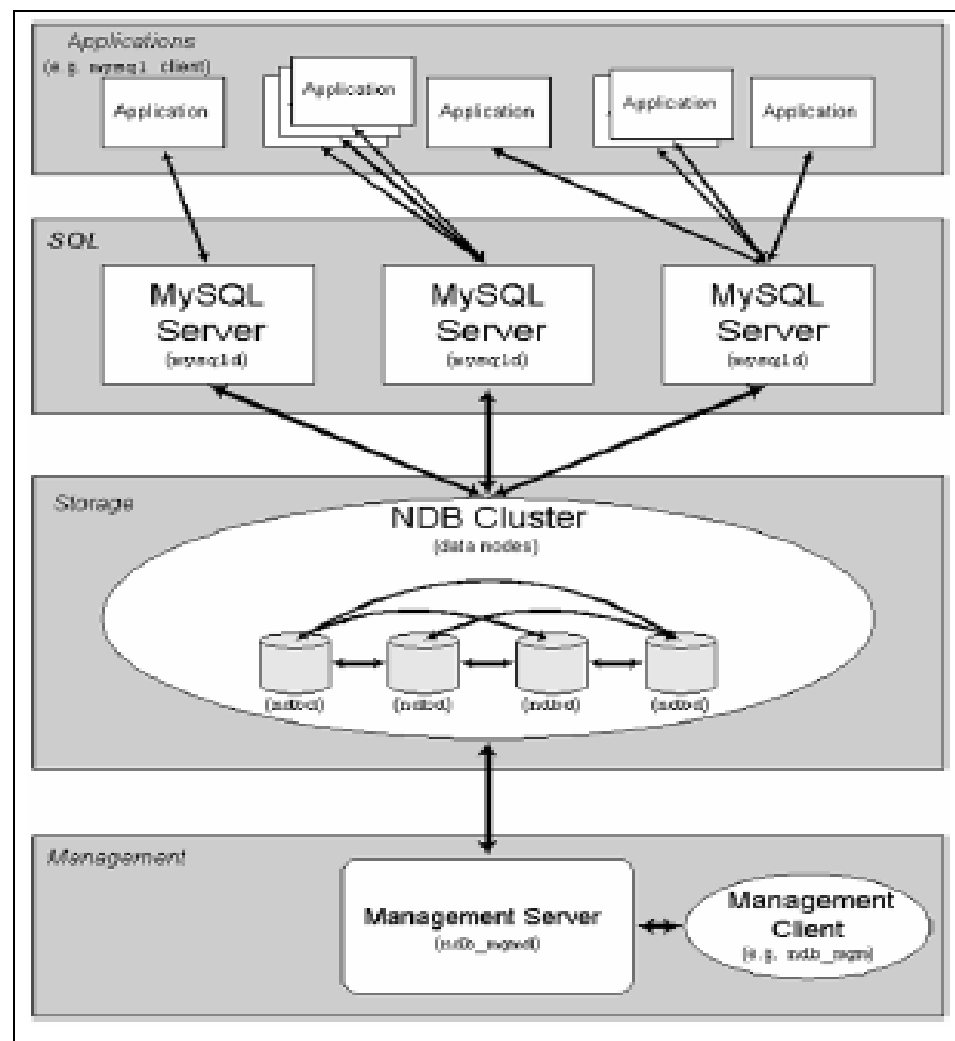 Applications
(e.g. mysql client)
Application
Application
Application
Application
Application
SQL
MySQL
Server
(mysqld)
MySQL
Server
(mysqld)
MySQL
Server
(mysqld)
Storage
NDB Cluster
(data nodes)
(ndbd)
(ndbd)
(ndbd)
(ndbd)
Management
Management Server
(ndb_mgmd)
Management
Client
(e.g. ndb_mgm)